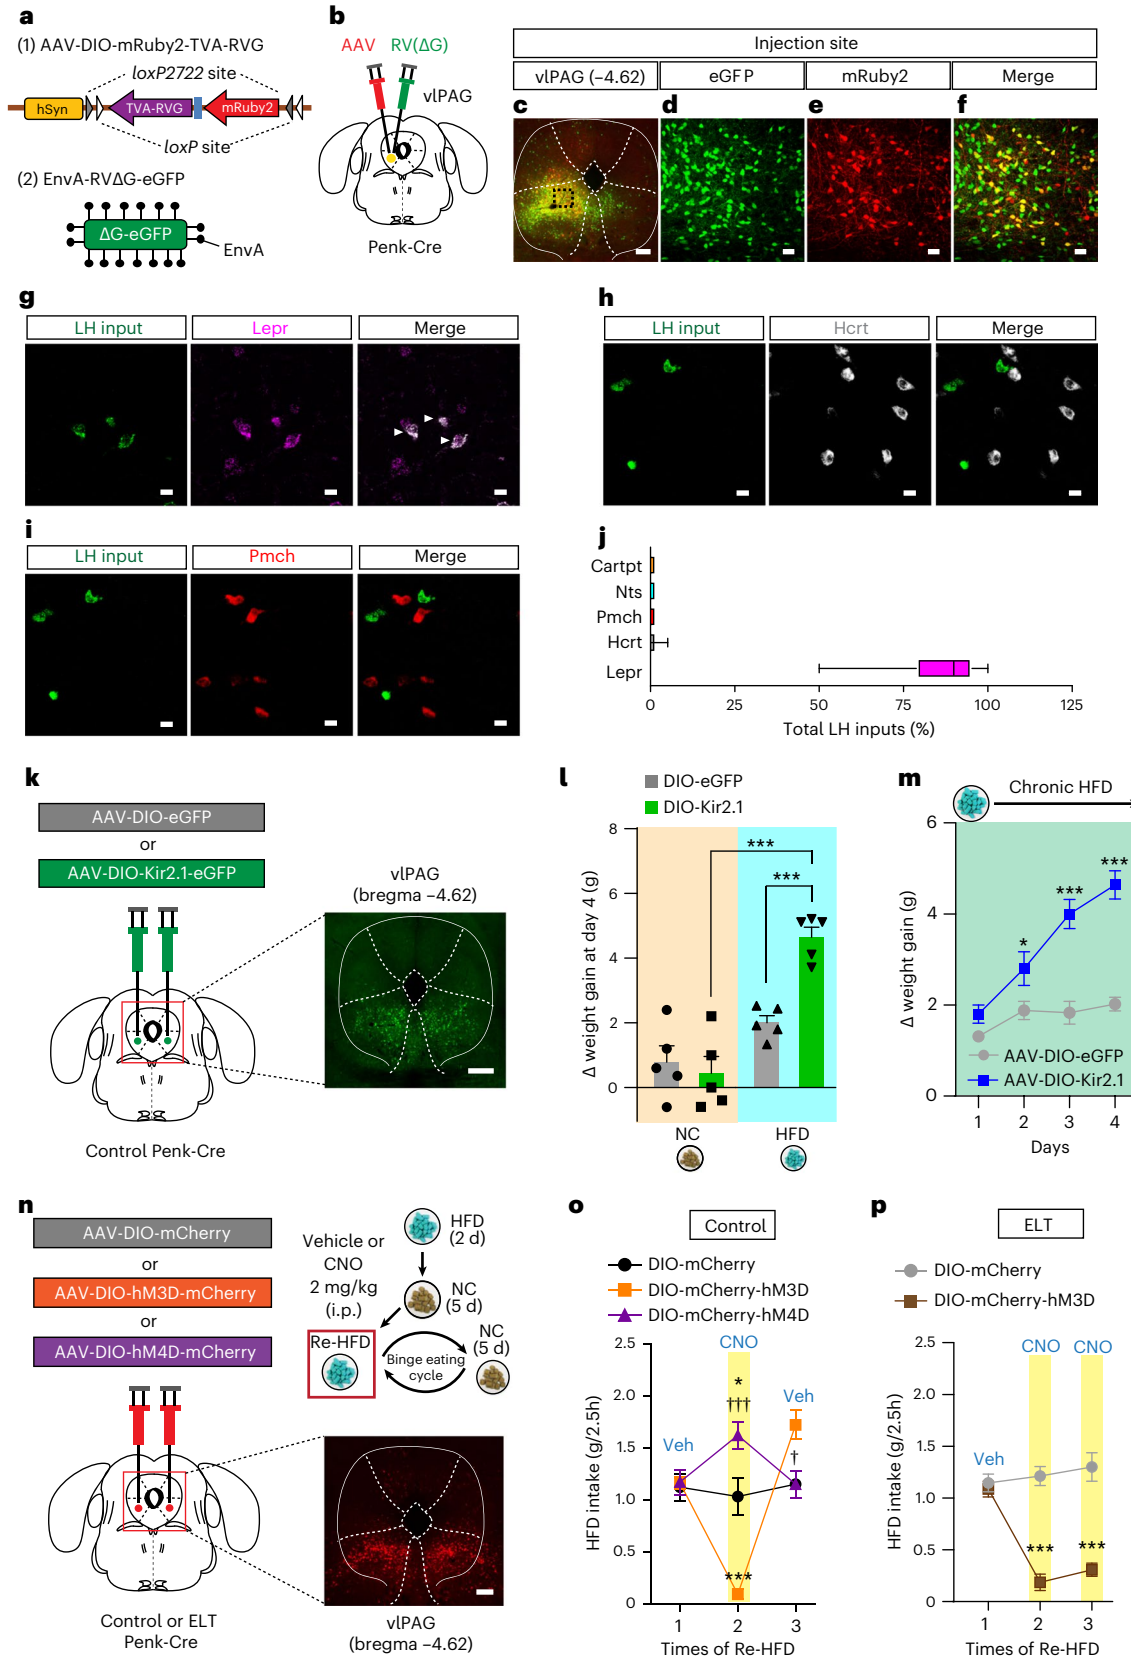 a
(1) AAV-DIO-mRuby2-TVA-RVG
loxP2722 site
hSyn
TVA-RVG
mRuby2
loxP site
(2) EnvA-RVΔG-eGFP
ΔG-eGFP
EnvA
b
AAV
RV(ΔG)
vlPAG
Penk-Cre
Injection site
vlPAG (−4.62)
eGFP
mRuby2
Merge
c
d
e
f
g
LH input
Lepr
Merge
h
LH input
Hcrt
Merge
i
LH input
Pmch
Merge
j
Cartpt
Nts
Pmch
Hcrt
Lepr
0
25
50
75
100
125
Total LH inputs (%)
k
AAV-DIO-eGFP
or
AAV-DIO-Kir2.1-eGFP
vlPAG
(bregma −4.62)
Control Penk-Cre
l
DIO-eGFP
DIO-Kir2.1
Δ weight gain at day 4 (g)
8
6
4
2
0
***
***
NC
HFD
m
Chronic HFD
Δ weight gain (g)
6
4
2
0
*
***
***
AAV-DIO-eGFP
AAV-DIO-Kir2.1
1
2
3
4
Days
n
AAV-DIO-mCherry
or
AAV-DIO-hM3D-mCherry
or
AAV-DIO-hM4D-mCherry
Vehicle or
CNO
2 mg/kg
(i.p.)
HFD
(2 d)
NC
(5 d)
Re-HFD
Binge eating
cycle
NC
(5 d)
Control or ELT
Penk-Cre
vlPAG
(bregma −4.62)
o
Control
DIO-mCherry
DIO-mCherry-hM3D
DIO-mCherry-hM4D
HFD intake (g/2.5h)
2.5
2.0
1.5
1.0
0.5
0
Veh
CNO
Veh
*
†††
†
***
1
2
3
Times of Re-HFD
p
ELT
DIO-mCherry
DIO-mCherry-hM3D
HFD intake (g/2.5h)
2.5
2.0
1.5
1.0
0.5
0
Veh
CNO
CNO
***
***
1
2
3
Times of Re-HFD